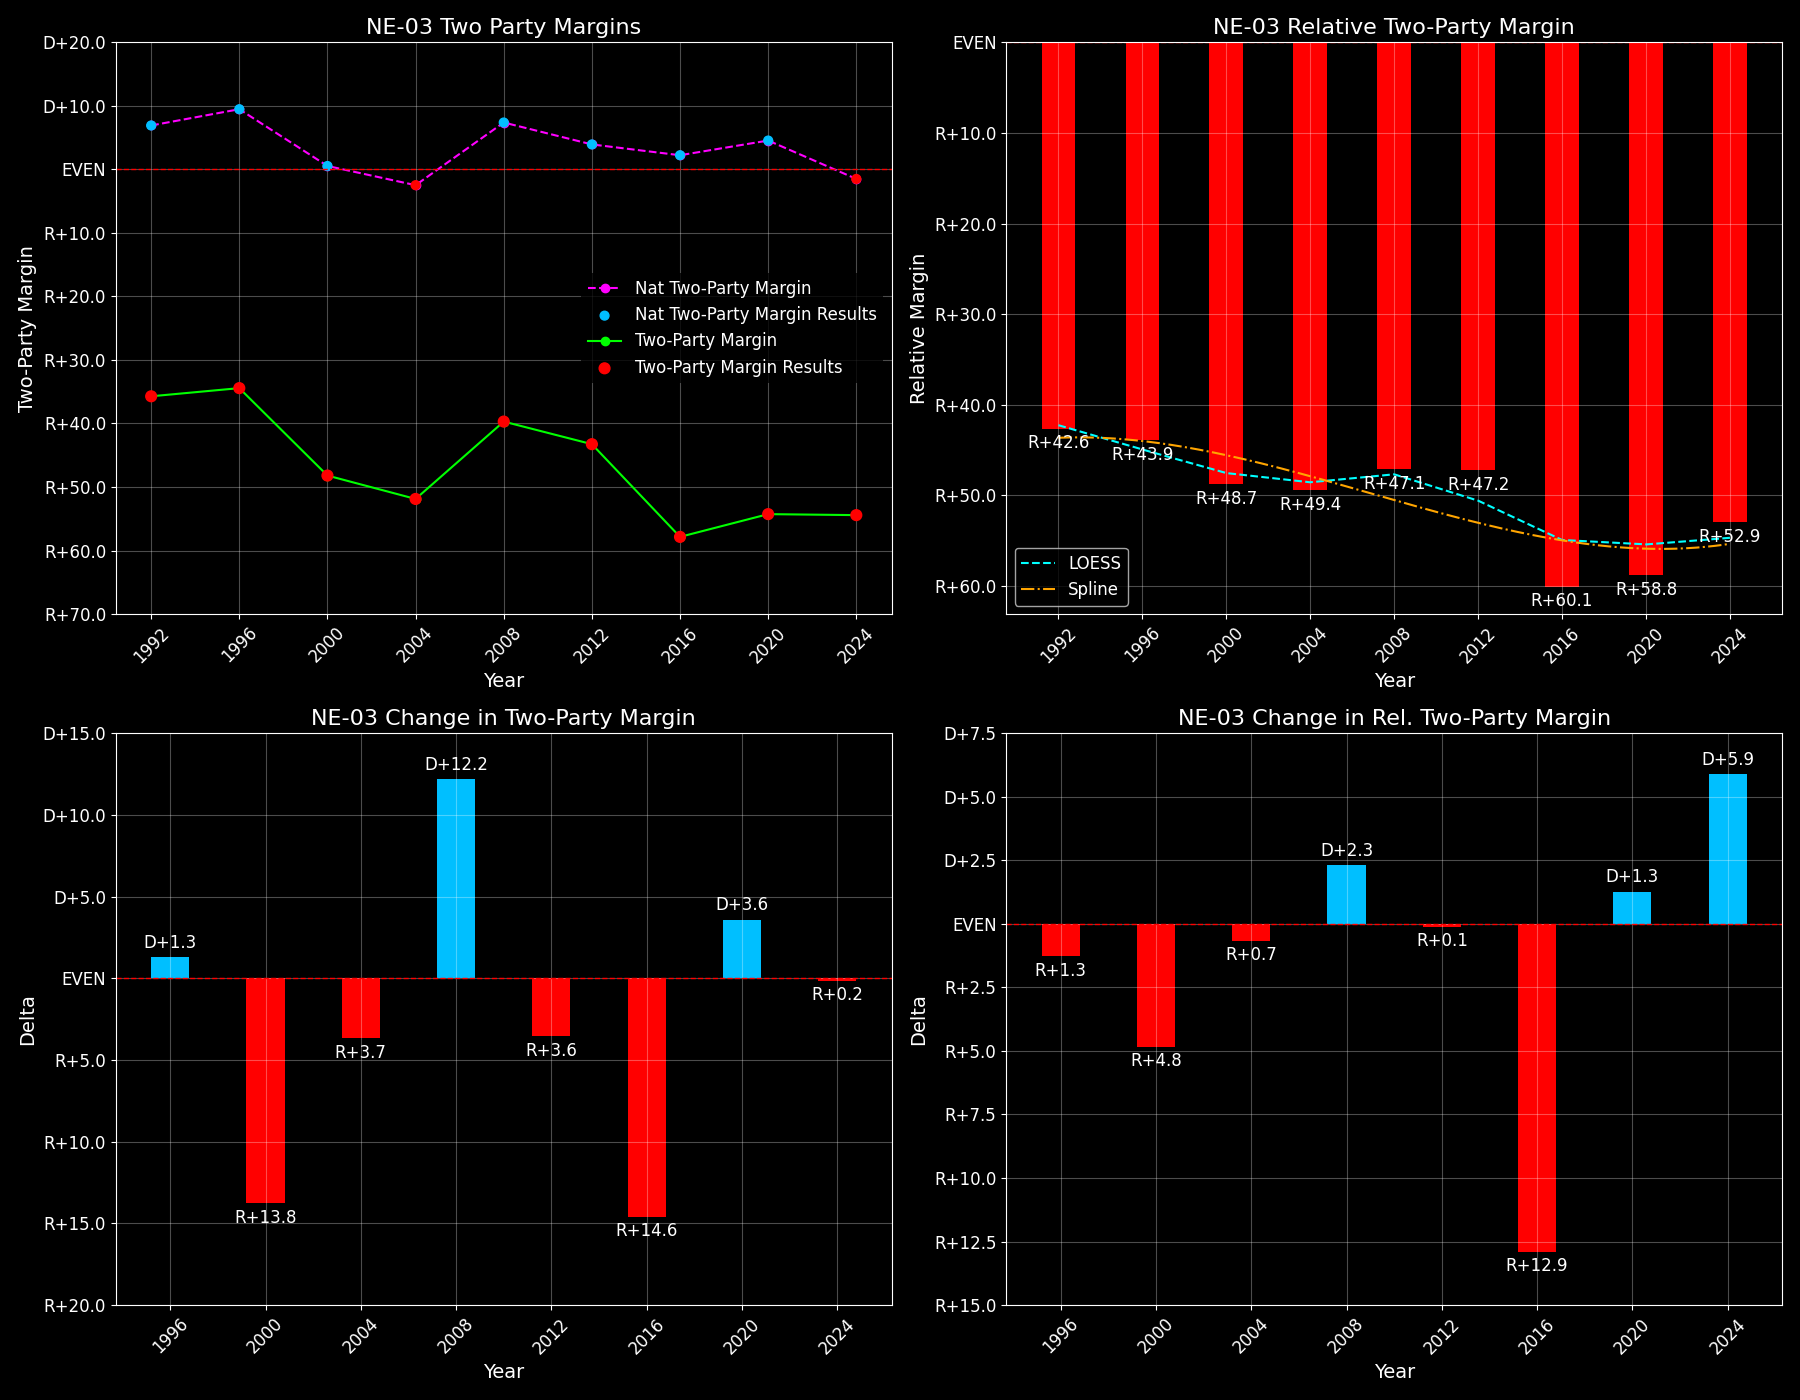 NE-03 Two Party Margins
D+20.0
D+10.0
EVEN
R+10.0
R+20.0
R+30.0
R+40.0
R+50.0
R+60.0
R+70.0
Two-Party Margin
Nat Two-Party Margin
Nat Two-Party Margin Results
Two-Party Margin
Two-Party Margin Results
1992
1996
2000
2004
2008
2012
2016
2020
2024
Year
NE-03 Relative Two-Party Margin
EVEN
R+10.0
R+20.0
R+30.0
R+40.0
R+50.0
R+60.0
Relative Margin
R+42.6
R+43.9
R+48.7
R+49.4
R+47.1
R+47.2
R+60.1
R+58.8
R+52.9
LOESS
Spline
1992
1996
2000
2004
2008
2012
2016
2020
2024
Year
NE-03 Change in Two-Party Margin
D+15.0
D+10.0
D+5.0
EVEN
R+5.0
R+10.0
R+15.0
R+20.0
Delta
D+1.3
R+13.8
R+3.7
D+12.2
R+3.6
R+14.6
D+3.6
R+0.2
1996
2000
2004
2008
2012
2016
2020
2024
Year
NE-03 Change in Rel. Two-Party Margin
D+7.5
D+5.0
D+2.5
EVEN
R+2.5
R+5.0
R+7.5
R+10.0
R+12.5
R+15.0
Delta
R+1.3
R+4.8
R+0.7
D+2.3
R+0.1
R+12.9
D+1.3
D+5.9
1996
2000
2004
2008
2012
2016
2020
2024
Year